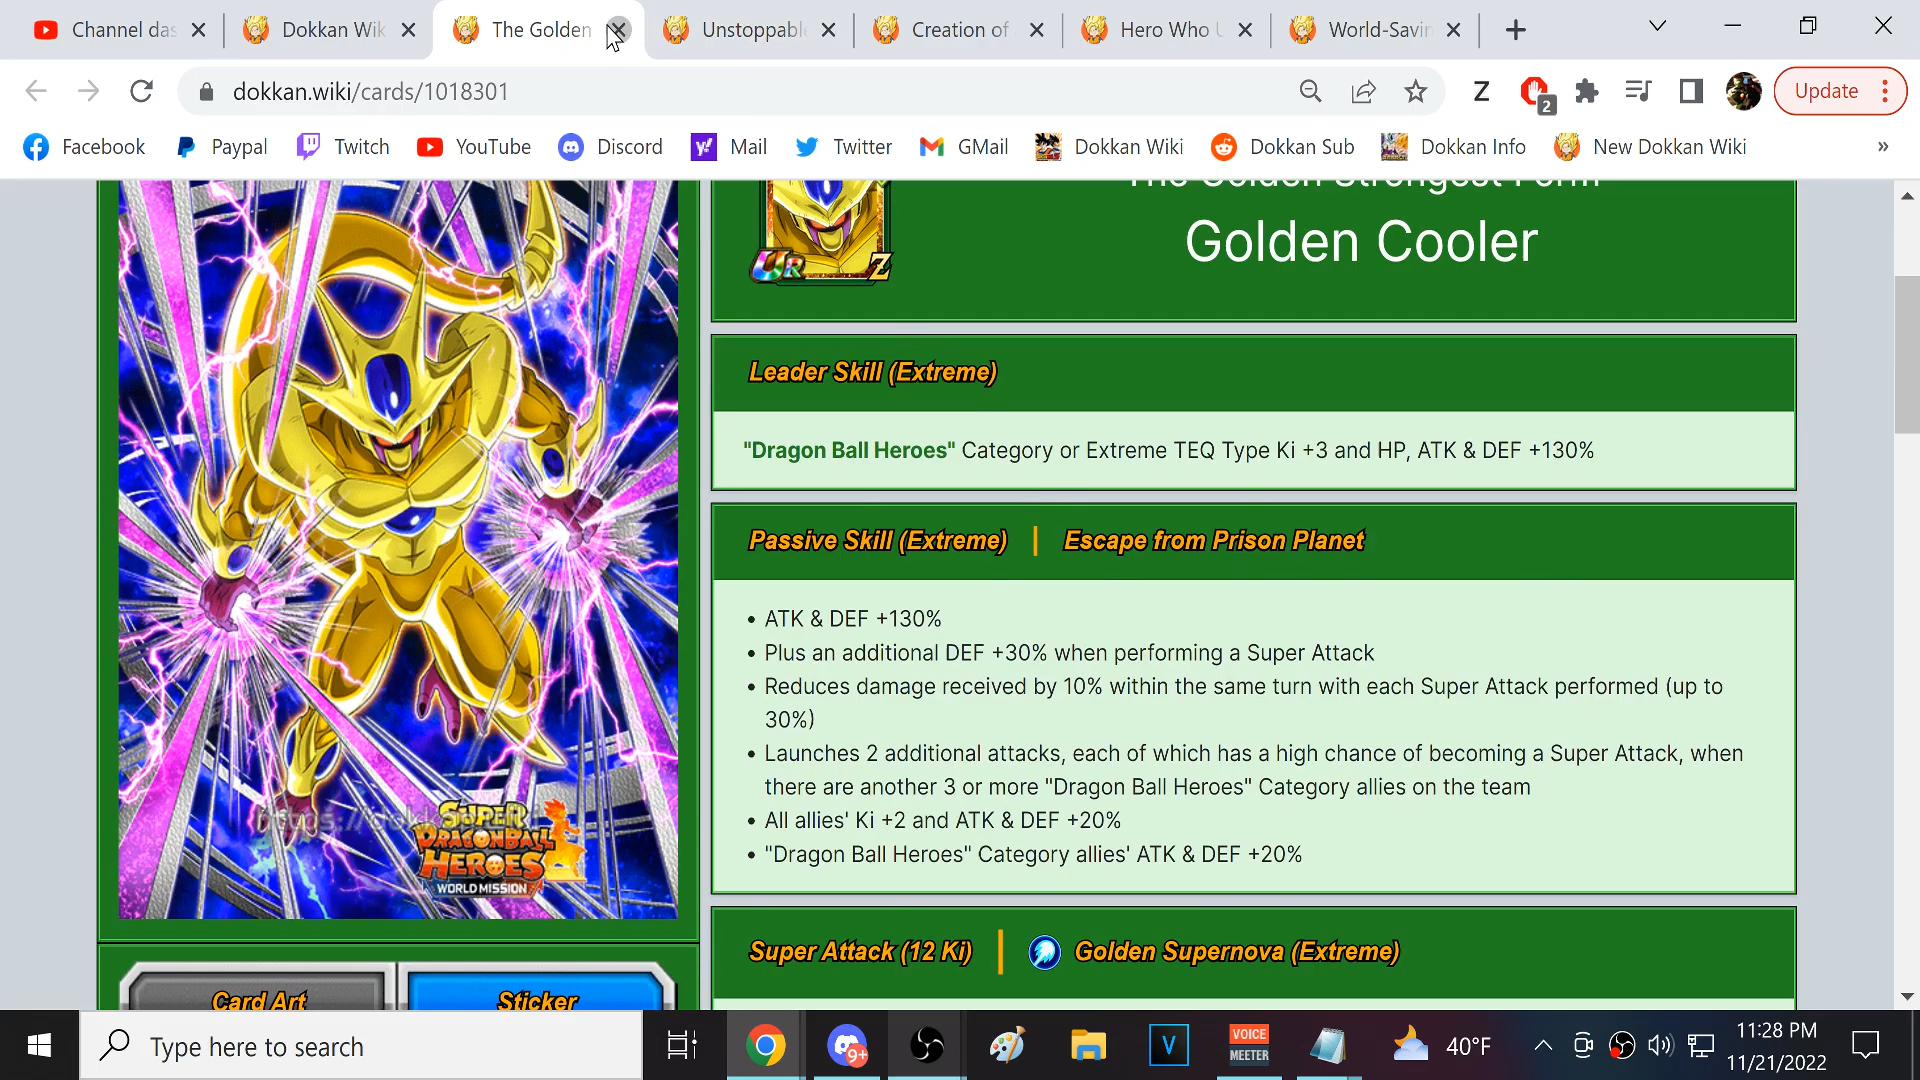 Channel das
Dokkan Wik
The Golden
Unstoppabl
Creation of
Hero Who U
World-Savin
dokkan.wiki/cards/1018301
Z
2
Update
Facebook
Paypal
Twitch
YouTube
Discord
Mail
Twitter
GMail
Dokkan Wiki
Dokkan Sub
Dokkan Info
New Dokkan Wiki
»
The Golden Strongest Form
Golden Cooler
UR Z
Leader Skill (Extreme)
"Dragon Ball Heroes" Category or Extreme TEQ Type Ki +3 and HP, ATK & DEF +130%
Passive Skill (Extreme) | Escape from Prison Planet
• ATK & DEF +130%
• Plus an additional DEF +30% when performing a Super Attack
• Reduces damage received by 10% within the same turn with each Super Attack performed (up to
30%)
• Launches 2 additional attacks, each of which has a high chance of becoming a Super Attack, when
there are another 3 or more "Dragon Ball Heroes" Category allies on the team
• All allies' Ki +2 and ATK & DEF +20%
• "Dragon Ball Heroes" Category allies' ATK & DEF +20%
SUPER
DRAGONBALL
HEROES
WORLD MISSION
Super Attack (12 Ki) | Golden Supernova (Extreme)
Card Art
Sticker
Type here to search
9+
V
VOICE
MEETER
40°F
11:28 PM
11/21/2022